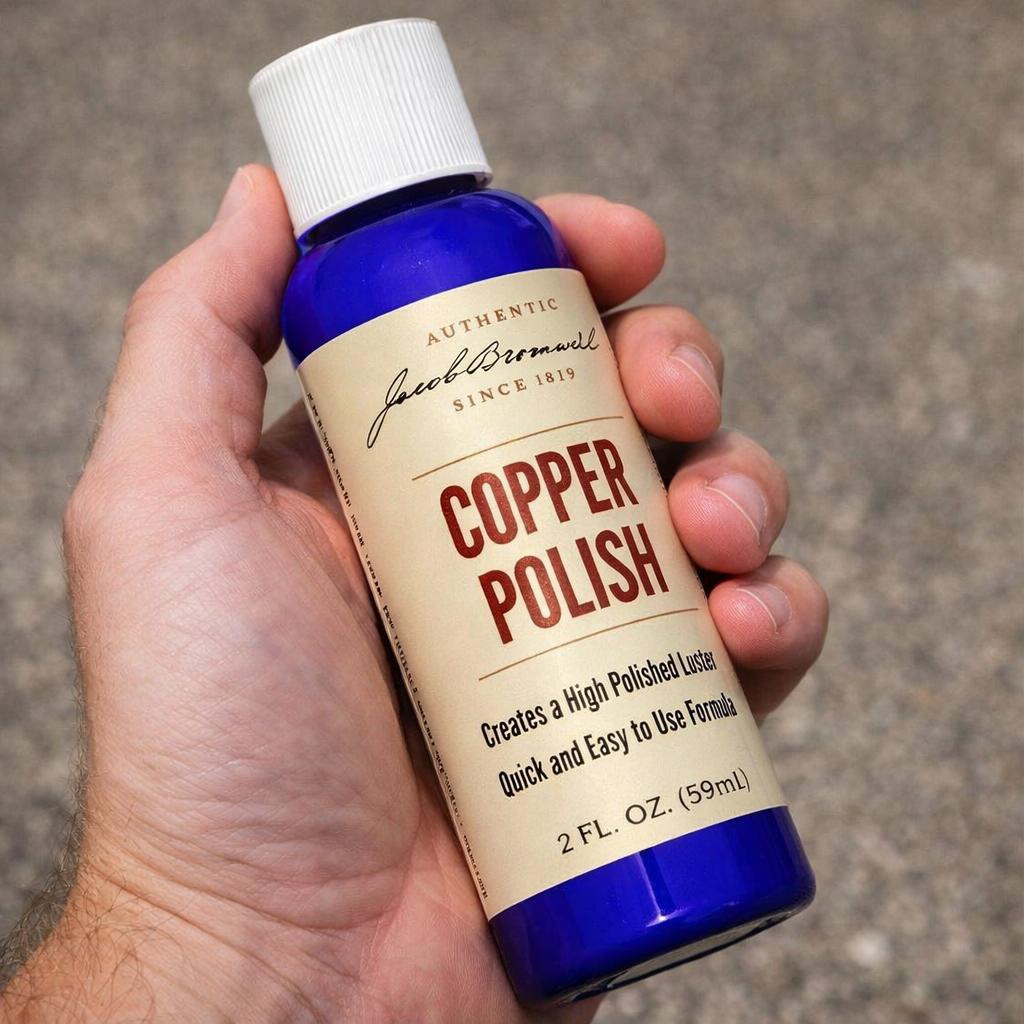 AUTHENTIC
Jacob Bromwell
SINCE 1819
COPPER
POLISH
Creates a High Polished Luster
Quick and Easy to Use Formula
2 FL. OZ. (59mL)